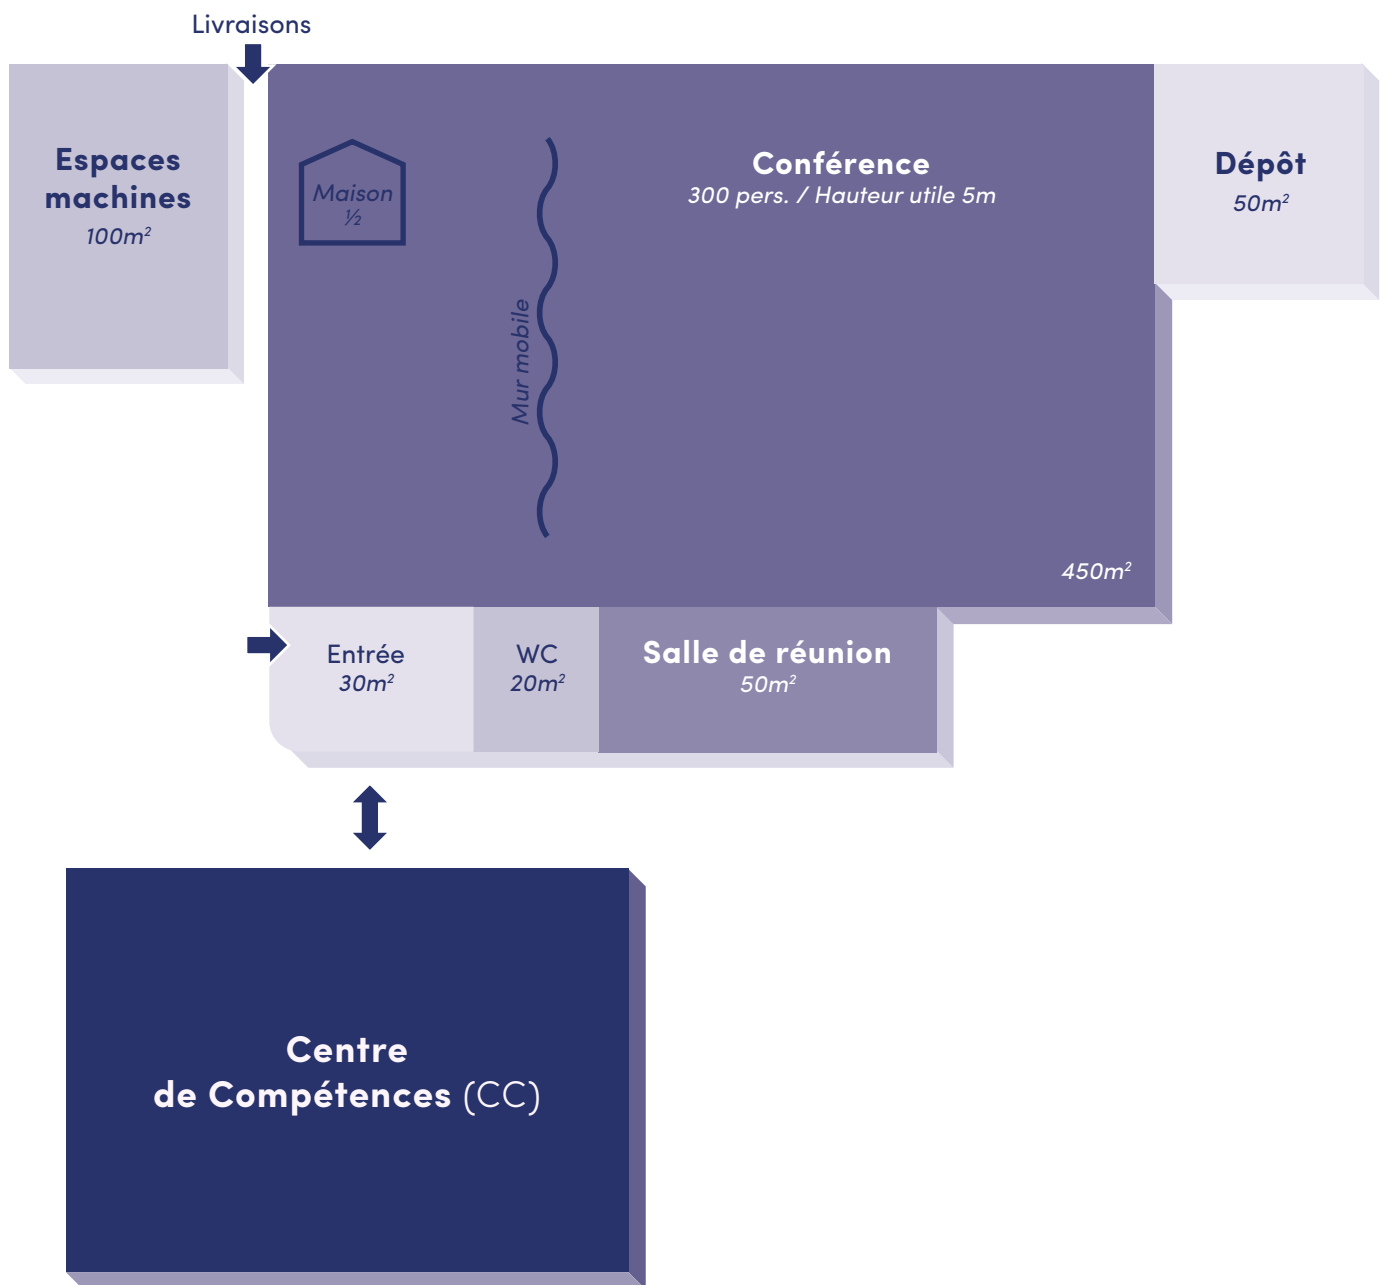 Livraisons
Espaces
machines
100m²
Maison
½
Mur mobile
Conférence
300 pers. / Hauteur utile 5m
450m²
Dépôt
50m²
Entrée
30m²
WC
20m²
Salle de réunion
50m²
Centre
de Compétences (CC)